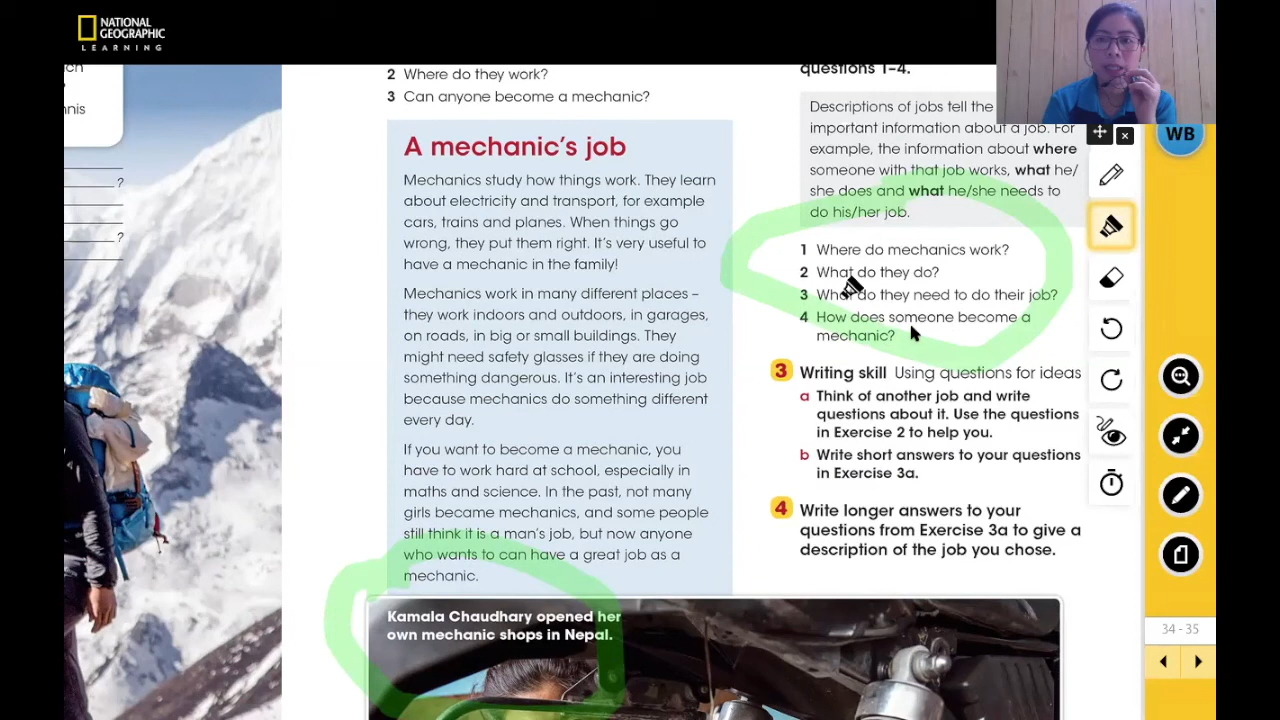 NATIONAL
GEOGRAPHIC
LEARNING
ch
?
nnis
?
?
2 Where do they work?
3 Can anyone become a mechanic?
A mechanic's job
Mechanics study how things work. They learn
about electricity and transport, for example
cars, trains and planes. When things go
wrong, they put them right. It's very useful to
have a mechanic in the family!
Mechanics work in many different places –
they work indoors and outdoors, in garages,
on roads, in big or small buildings. They
might need safety glasses if they are doing
something dangerous. It's an interesting job
because mechanics do something different
every day.
If you want to become a mechanic, you
have to work hard at school, especially in
maths and science. In the past, not many
girls became mechanics, and some people
still think it is a man's job, but now anyone
who wants to can have a great job as a
mechanic.
Kamala Chaudhary opened her
own mechanic shops in Nepal.
questions 1–4.
Descriptions of jobs tell the
important information about a job. For
example, the information about where
someone with that job works, what he/
she does and what he/she needs to
do his/her job.
1 Where do mechanics work?
2 What do they do?
3 What do they need to do their job?
4 How does someone become a
mechanic?
3 Writing skill Using questions for ideas
a Think of another job and write
questions about it. Use the questions
in Exercise 2 to help you.
b Write short answers to your questions
in Exercise 3a.
4 Write longer answers to your
questions from Exercise 3a to give a
description of the job you chose.
WB
34 - 35